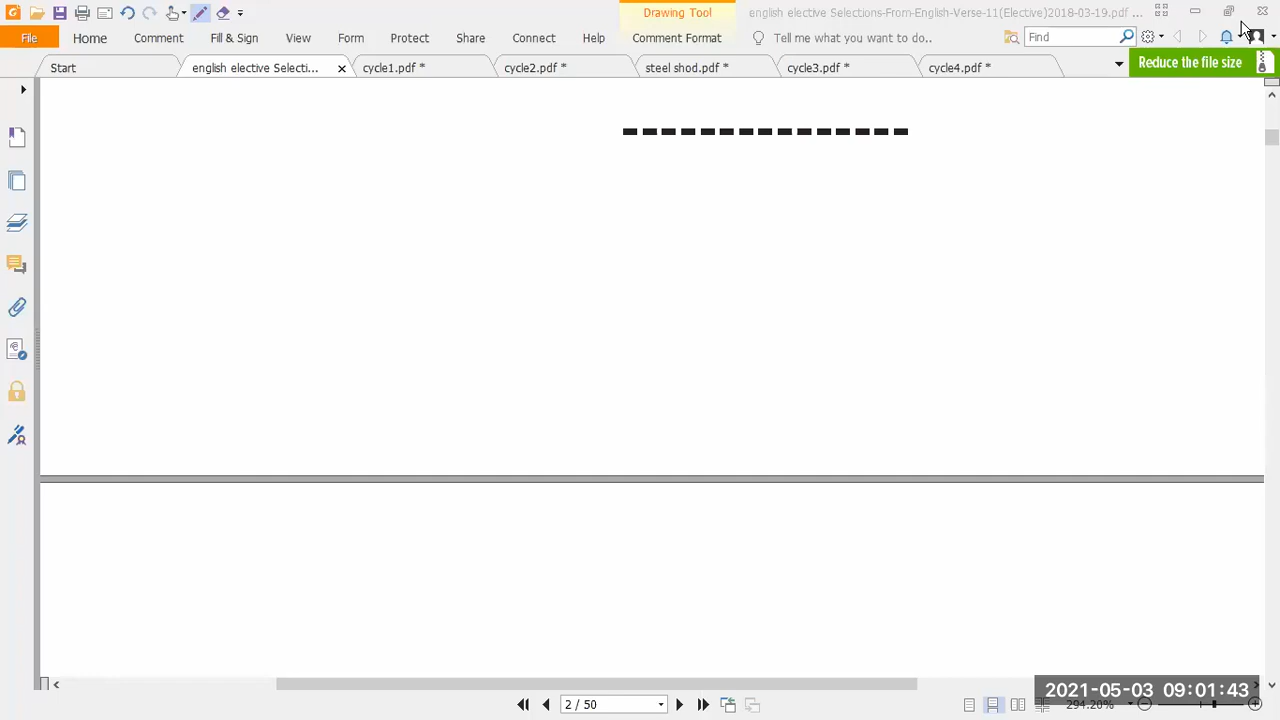 Drawing Tool
english elective Selections-From-English-Verse-11(Elective)2018-03-19.pdf ...
File
Home
Comment
Fill & Sign
View
Form
Protect
Share
Connect
Help
Comment Format
Tell me what you want to do..
Find
Start
english elective Selecti...
cycle1.pdf *
cycle2.pdf *
steel shod.pdf *
cycle3.pdf *
cycle4.pdf *
Reduce the file size
2 / 50
2021-05-03 09:01:43
294.20%